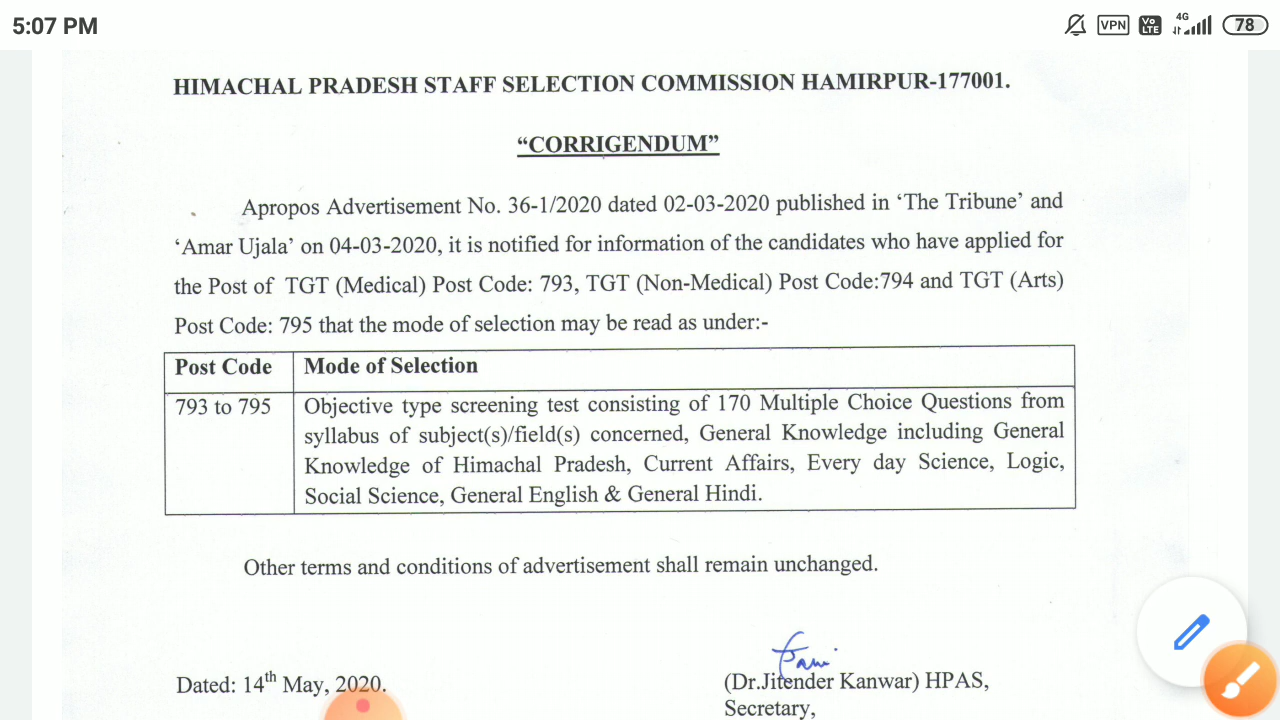 5:07 PM
VPN
Vo LTE
4G
78
HIMACHAL PRADESH STAFF SELECTION COMMISSION HAMIRPUR-177001.
“CORRIGENDUM”
Apropos Advertisement No. 36-1/2020 dated 02-03-2020 published in ‘The Tribune’ and
‘Amar Ujala’ on 04-03-2020, it is notified for information of the candidates who have applied for
the Post of TGT (Medical) Post Code: 793, TGT (Non-Medical) Post Code:794 and TGT (Arts)
Post Code: 795 that the mode of selection may be read as under:-
Post Code Mode of Selection
793 to 795 Objective type screening test consisting of 170 Multiple Choice Questions from
syllabus of subject(s)/field(s) concerned, General Knowledge including General
Knowledge of Himachal Pradesh, Current Affairs, Every day Science, Logic,
Social Science, General English & General Hindi.
Other terms and conditions of advertisement shall remain unchanged.
Dated: 14th May, 2020.
(Dr.Jitender Kanwar) HPAS,
Secretary,